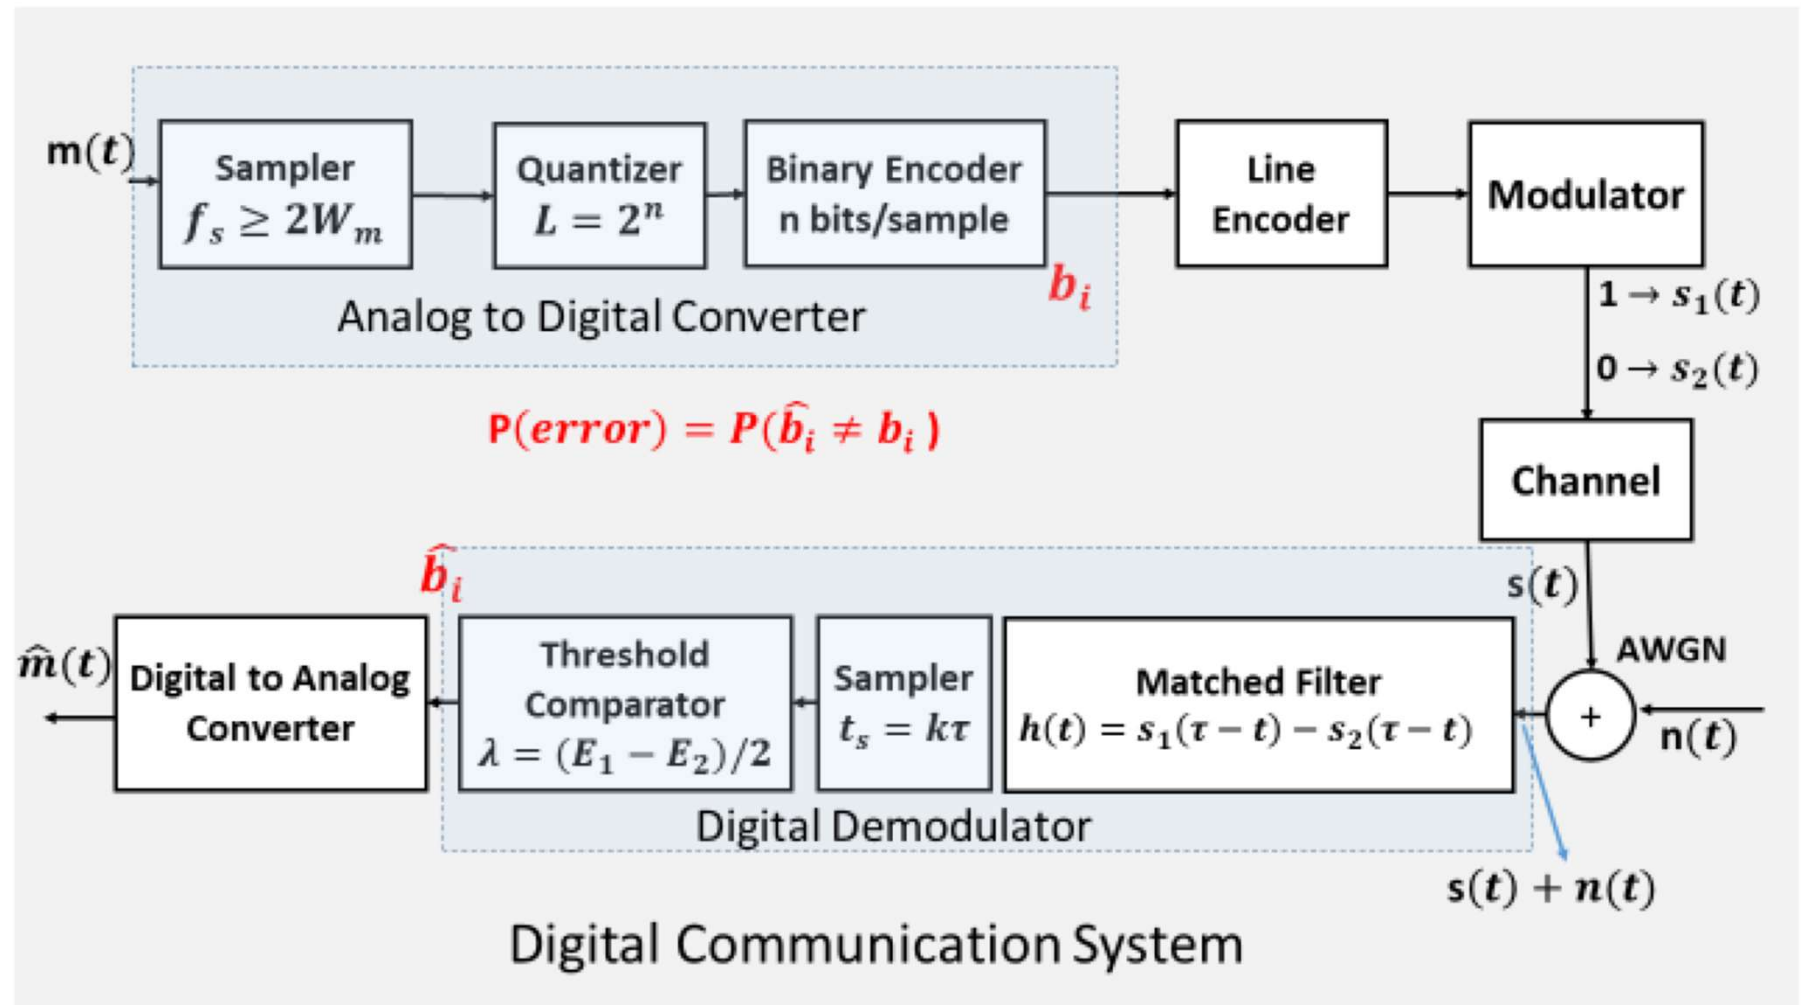 m(t)
Sampler
f_s ≥ 2W_m
Quantizer
L = 2^n
Binary Encoder
n bits/sample
b_i
Analog to Digital Converter
Line
Encoder
Modulator
1 → s_1(t)
0 → s_2(t)
P(error) = P(b̂_i ≠ b_i )
Channel
s(t)
AWGN
+
n(t)
Matched Filter
h(t) = s_1(τ − t) − s_2(τ − t)
Sampler
t_s = kτ
Threshold
Comparator
λ = (E_1 − E_2)/2
b̂_i
Digital to Analog
Converter
m̂(t)
Digital Demodulator
s(t) + n(t)
Digital Communication System